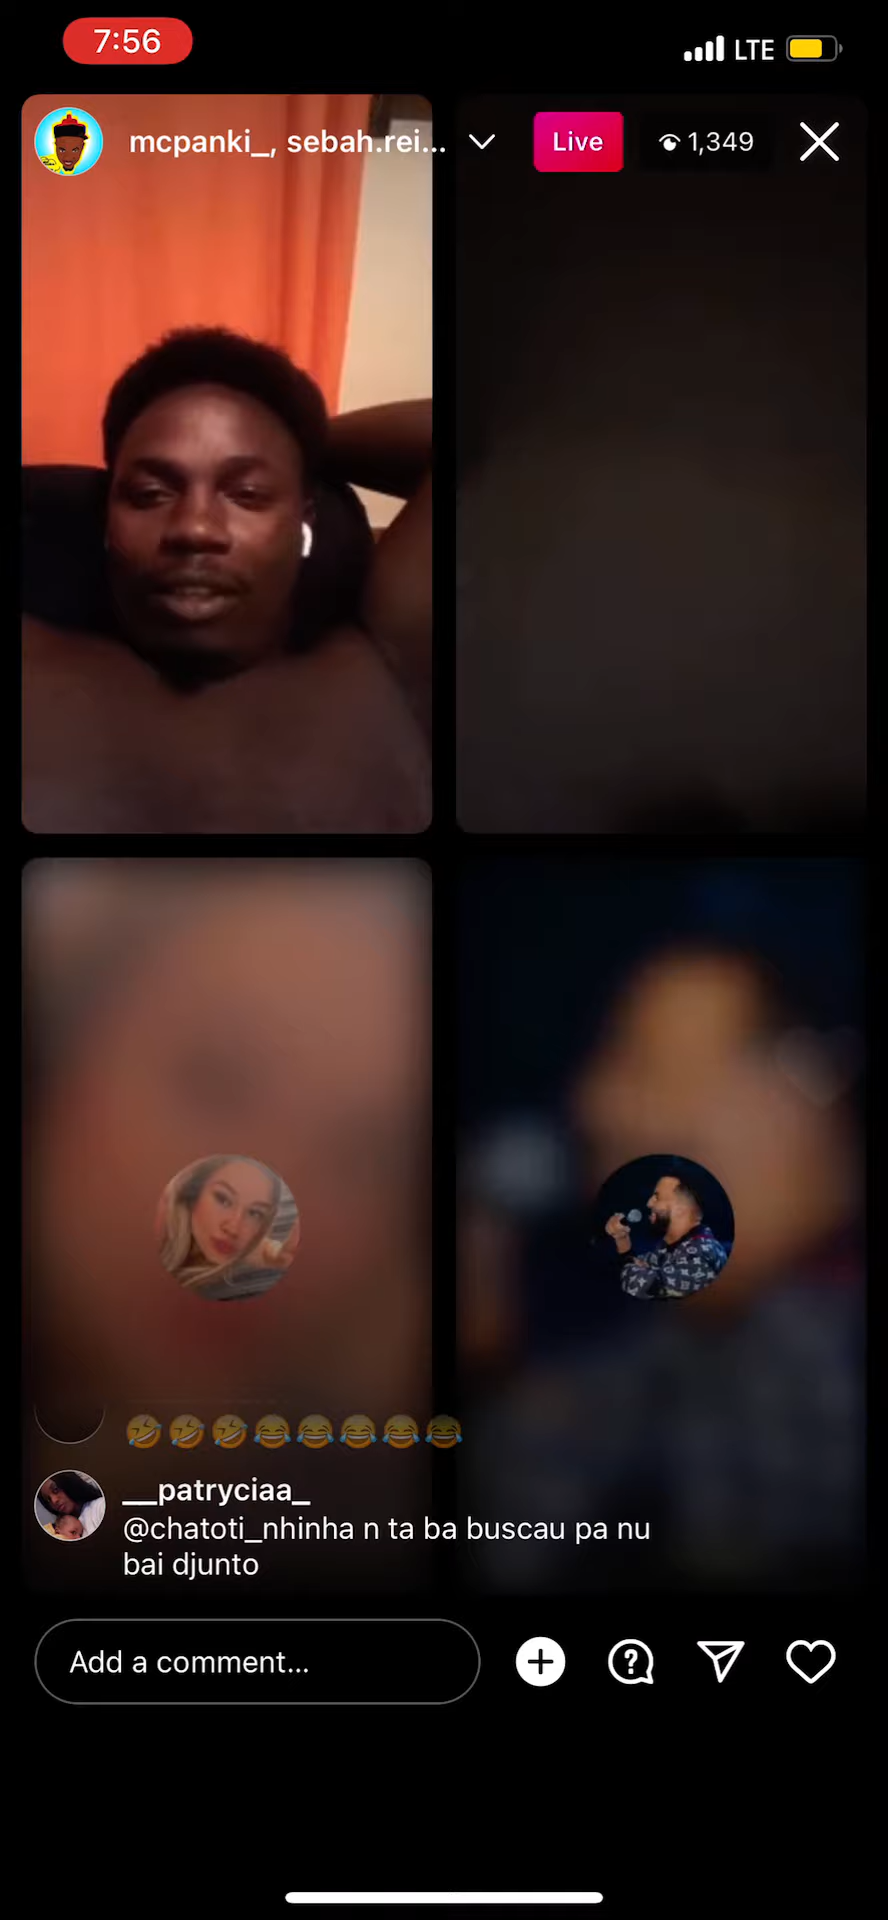 7:56
LTE
mcpanki_, sebah.rei...
Live
1,349
__patryciaa_
@chatoti_nhinha n ta ba buscau pa nu
bai djunto
Add a comment...